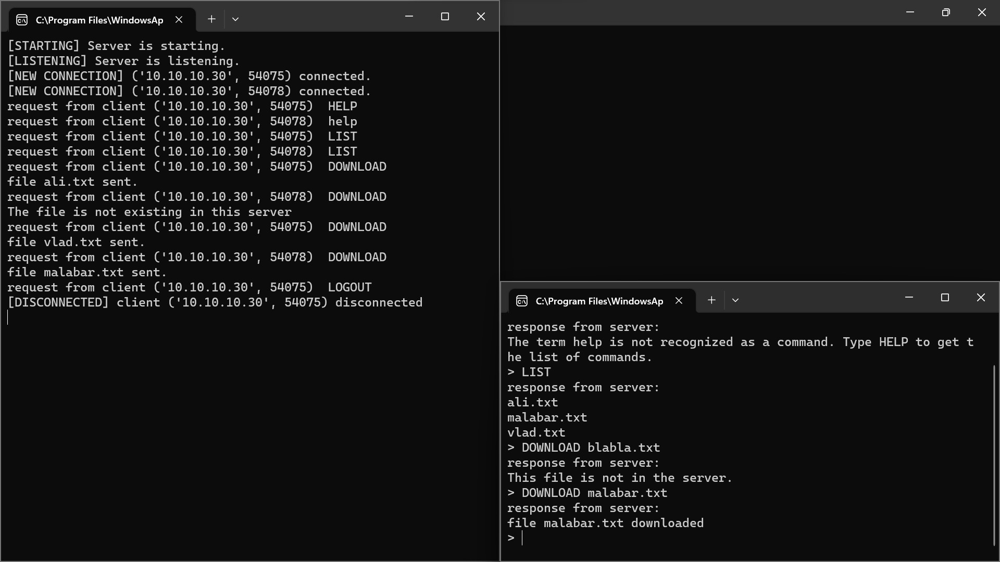 C:\Program Files\WindowsAp
[STARTING] Server is starting.
[LISTENING] Server is listening.
[NEW CONNECTION] ('10.10.10.30', 54075) connected.
[NEW CONNECTION] ('10.10.10.30', 54078) connected.
request from client ('10.10.10.30', 54075)  HELP
request from client ('10.10.10.30', 54078)  help
request from client ('10.10.10.30', 54075)  LIST
request from client ('10.10.10.30', 54078)  LIST
request from client ('10.10.10.30', 54075)  DOWNLOAD
file ali.txt sent.
request from client ('10.10.10.30', 54078)  DOWNLOAD
The file is not existing in this server
request from client ('10.10.10.30', 54075)  DOWNLOAD
file vlad.txt sent.
request from client ('10.10.10.30', 54078)  DOWNLOAD
file malabar.txt sent.
request from client ('10.10.10.30', 54075)  LOGOUT
[DISCONNECTED] client ('10.10.10.30', 54075) disconnected
C:\Program Files\WindowsAp
response from server:
The term help is not recognized as a command. Type HELP to get t
he list of commands.
> LIST
response from server:
ali.txt
malabar.txt
vlad.txt
> DOWNLOAD blabla.txt
response from server:
This file is not in the server.
> DOWNLOAD malabar.txt
response from server:
file malabar.txt downloaded
>